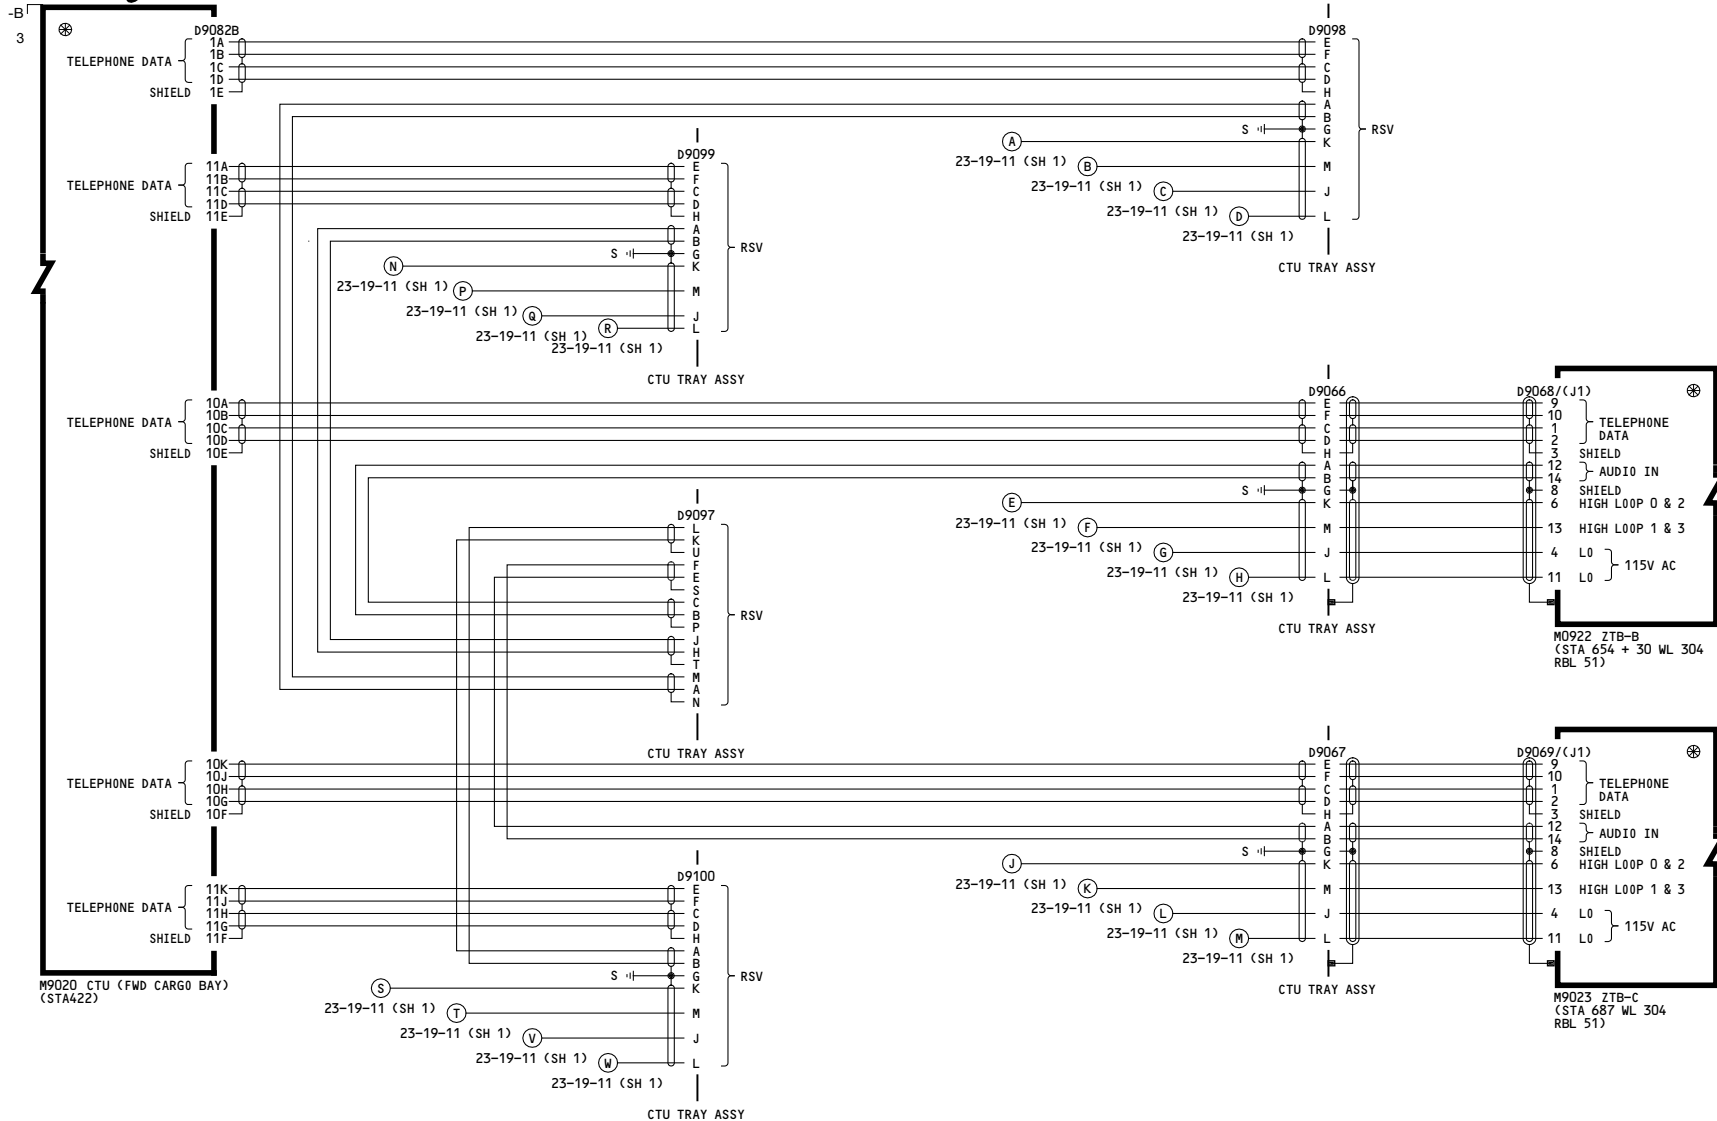 -B
3
D9082B
1A
1B
TELEPHONE DATA
1C
1D
SHIELD 1E
11A
11B
TELEPHONE DATA
11C
11D
SHIELD 11E
10A
10B
TELEPHONE DATA
10C
10D
SHIELD 10E
10K
10J
TELEPHONE DATA
10H
10G
SHIELD 10F
11K
11J
TELEPHONE DATA
11H
11G
SHIELD 11F
M9020 CTU (FWD CARGO BAY)
(STA422)
D9099
E
F
C
D
H
A
B
RSV
S G
N K
23-19-11 (SH 1) P M
23-19-11 (SH 1) Q J
23-19-11 (SH 1) R L
23-19-11 (SH 1)
CTU TRAY ASSY
D9097
L
K
U
F
E
S
C
B
RSV
P
J
H
T
M
A
N
CTU TRAY ASSY
D9100
E
F
C
D
H
A
B
S G RSV
S K
23-19-11 (SH 1) T M
23-19-11 (SH 1) V J
23-19-11 (SH 1) W L
23-19-11 (SH 1)
CTU TRAY ASSY
D9098
E
F
C
D
H
A
B
S G RSV
A K
23-19-11 (SH 1) B M
23-19-11 (SH 1) C J
23-19-11 (SH 1) D L
23-19-11 (SH 1)
CTU TRAY ASSY
D9066 D9068/(J1)
E 9
F 10
TELEPHONE
DATA
C 1
D 2
H 3 SHIELD
A 12
AUDIO IN
B 14
S G 8 SHIELD
E K 6 HIGH LOOP 0 & 2
23-19-11 (SH 1) F M 13 HIGH LOOP 1 & 3
23-19-11 (SH 1) G J 4 LO
115V AC
23-19-11 (SH 1) H L 11 LO
23-19-11 (SH 1)
CTU TRAY ASSY
M0922 ZTB-B
(STA 654 + 30 WL 304
RBL 51)
D9067 D9069/(J1)
E 9
F 10
TELEPHONE
DATA
C 1
D 2
H 3 SHIELD
A 12
AUDIO IN
B 14
S G 8 SHIELD
J K 6 HIGH LOOP 0 & 2
23-19-11 (SH 1) K M 13 HIGH LOOP 1 & 3
23-19-11 (SH 1) L J 4 LO
115V AC
23-19-11 (SH 1) M L 11 LO
23-19-11 (SH 1)
CTU TRAY ASSY
M9023 ZTB-C
(STA 687 WL 304
RBL 51)